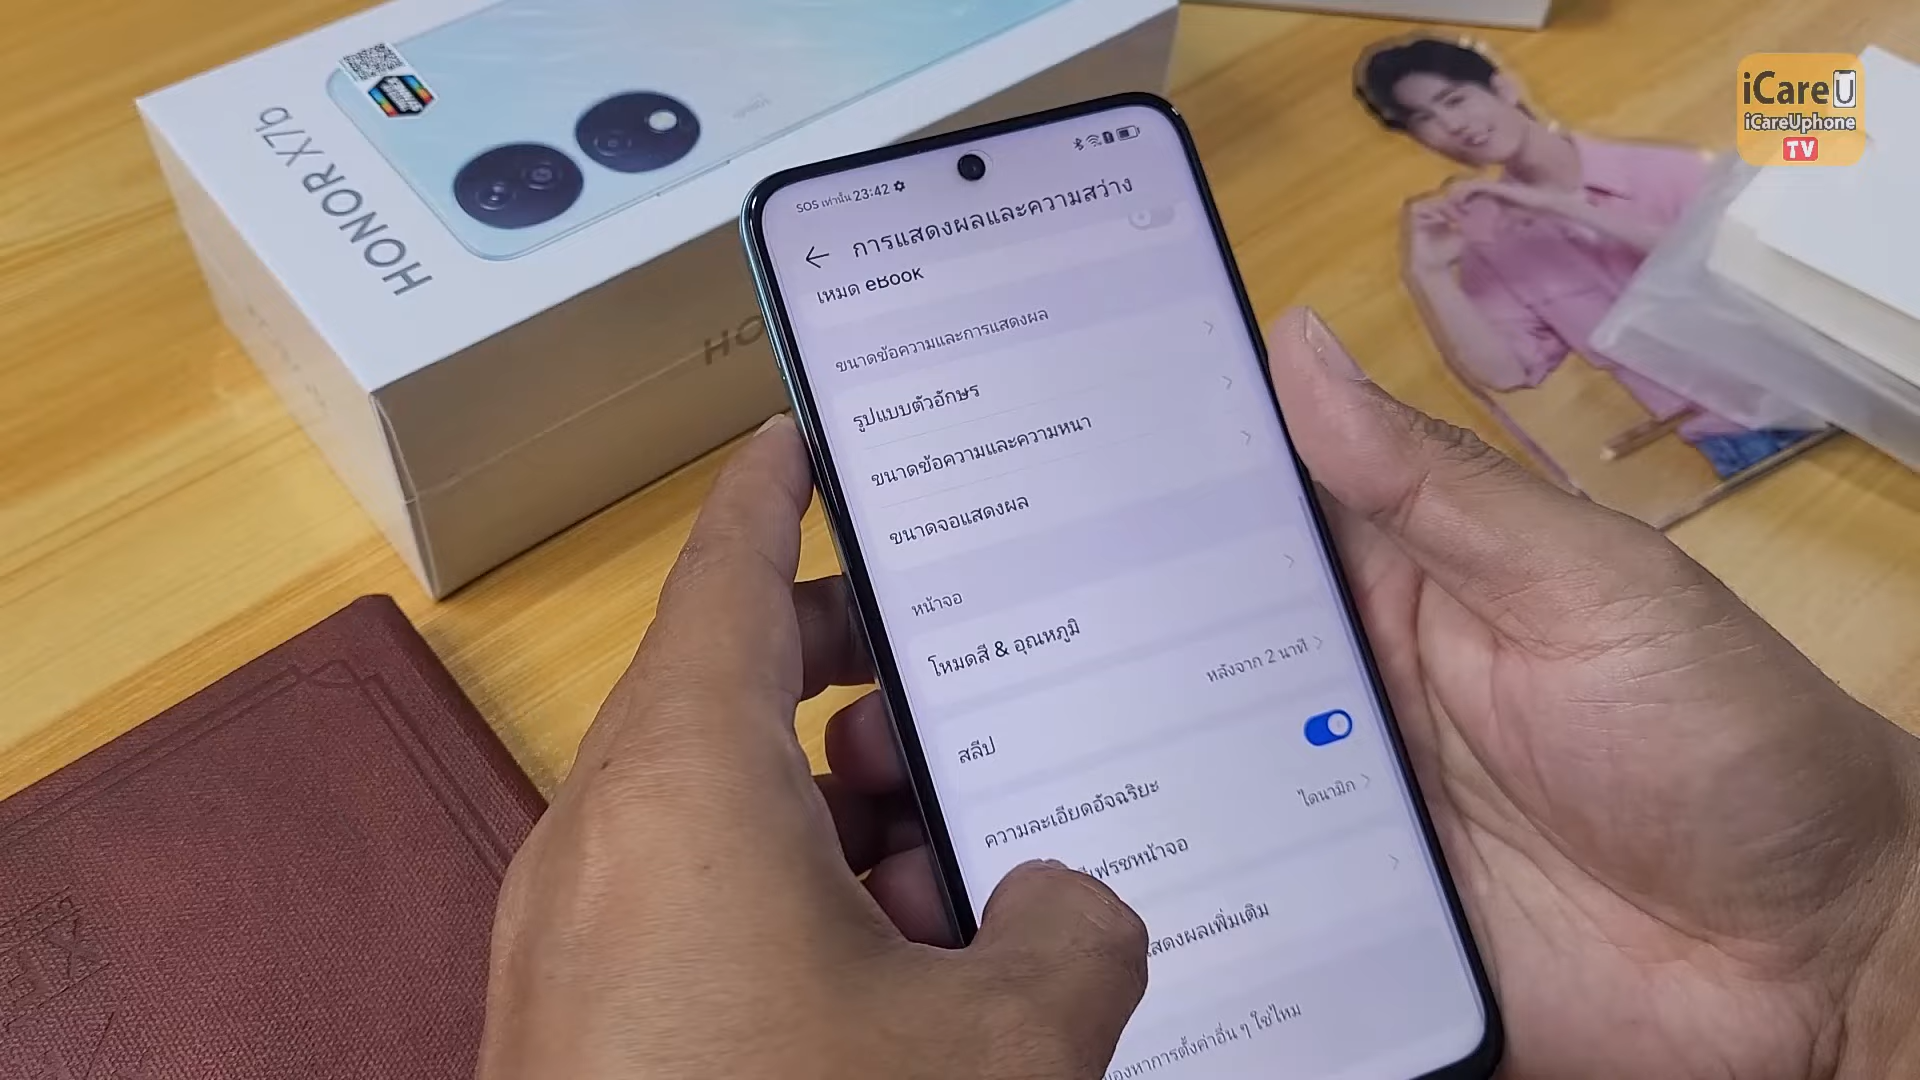 iCareU
iCareUphone
TV
HONOR X7b
HO
SOS เท่านั้น 23:42
การแสดงผลและความสว่าง
โหมด eBook
ขนาดข้อความและการแสดงผล
รูปแบบตัวอักษร
ขนาดข้อความและความหนา
ขนาดจอแสดงผล
หน้าจอ
โหมดสี & อุณหภูมิ
สลีป หลังจาก 2 นาที
ความละเอียดอัจฉริยะ
รีเฟรชหน้าจอ ไดนามิก
แสดงผลเพิ่มเติม
มองหาการตั้งค่าอื่น ๆ ใช่ไหม